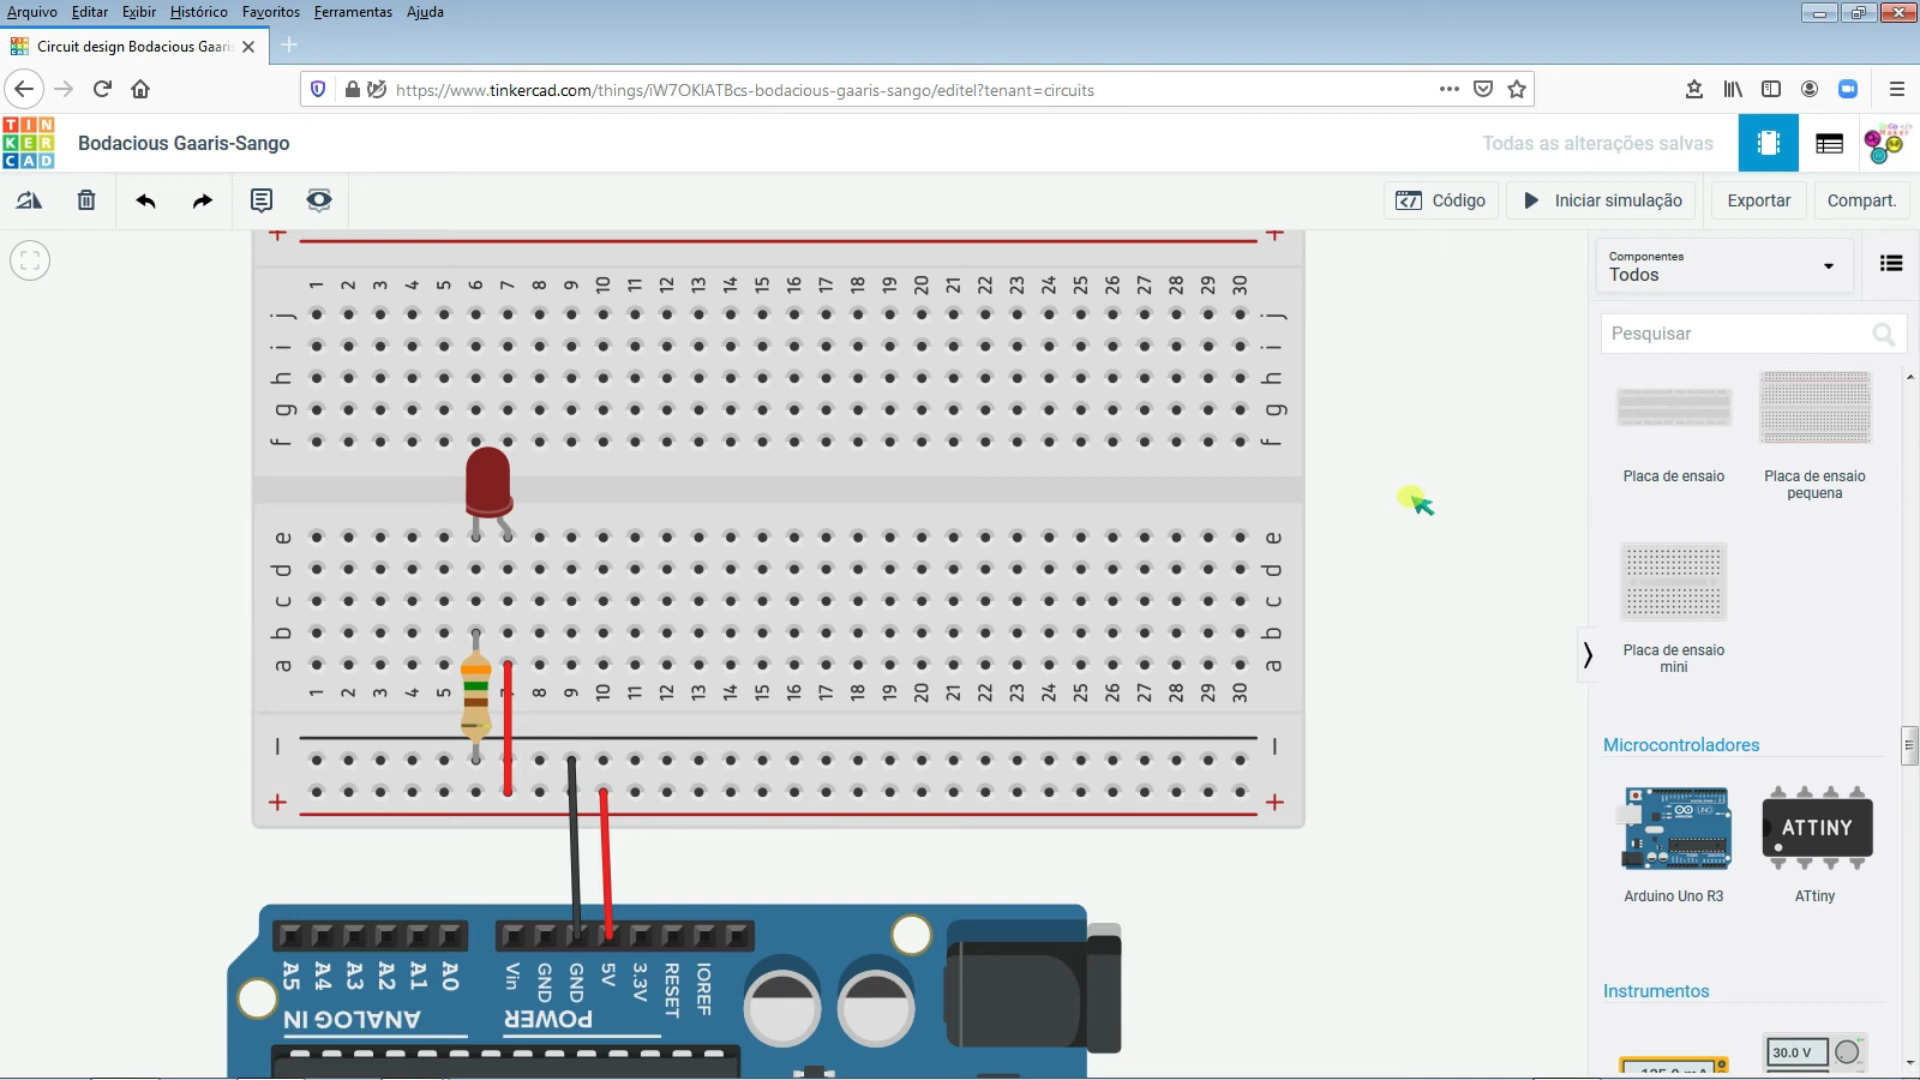 Arquivo Editar Exibir Histórico Favoritos Ferramentas Ajuda
Circuit design Bodacious Gaaris
https://www.tinkercad.com/things/iW7OKIATBcs-bodacious-gaaris-sango/editel?tenant=circuits
TIN
KER
CAD
Bodacious Gaaris-Sango
Todas as alterações salvas
Código
Iniciar simulação
Exportar
Compart.
Componentes
Todos
Pesquisar
+ +
1 2 3 4 5 6 7 8 9 10 11 12 13 14 15 16 17 18 19 20 21 22 23 24 25 26 27 28 29 30
j j
i i
h h
g g
f f
e e
d d
c c
b b
a a
1 2 3 4 5 6 7 8 9 10 11 12 13 14 15 16 17 18 19 20 21 22 23 24 25 26 27 28 29 30
+ +
A5 A4 A3 A2 A1 A0
Vin GND GND 5V 3.3V RESET IOREF
ANALOG IN
POWER
Placa de ensaio
Placa de ensaio
pequena
Placa de ensaio
mini
Microcontroladores
UNO
ATTINY
Arduino Uno R3
ATtiny
Instrumentos
30.0 V